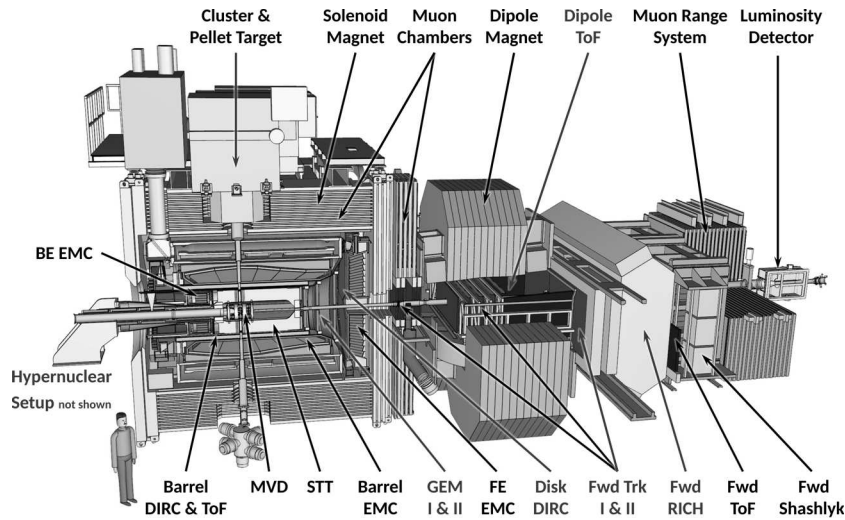 Cluster &
Pellet Target
Solenoid
Magnet
Muon
Chambers
Dipole
Magnet
Dipole
ToF
Muon Range
System
Luminosity
Detector
BE EMC
Hypernuclear
Setup not shown
Barrel
DIRC & ToF
MVD
STT
Barrel
EMC
GEM
I & II
FE
EMC
Disk
DIRC
Fwd Trk
I & II
Fwd
RICH
Fwd
ToF
Fwd
Shashlyk